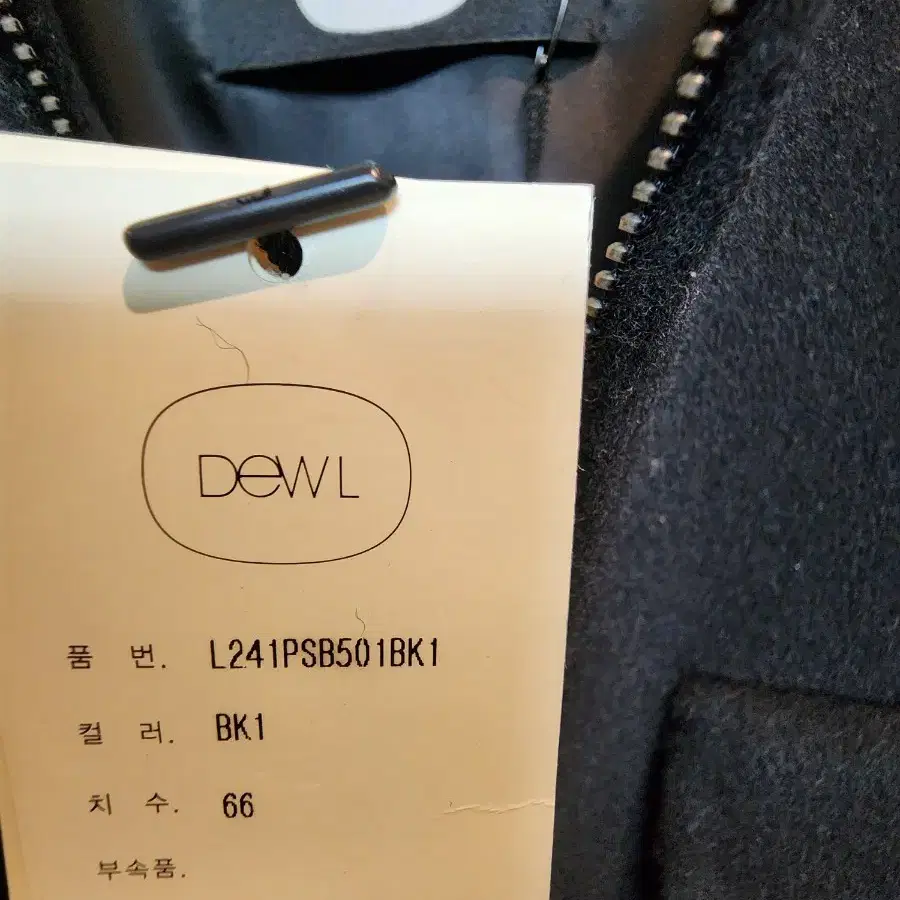 DeWL
품 번. L241PSB501BK1
컬 러. BK1
치 수. 66
부속품.